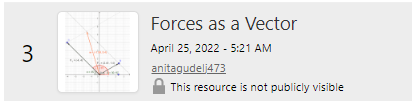 3
Forces as a Vector
April 25, 2022 - 5:21 AM
anitagudelj473
This resource is not publicly visible